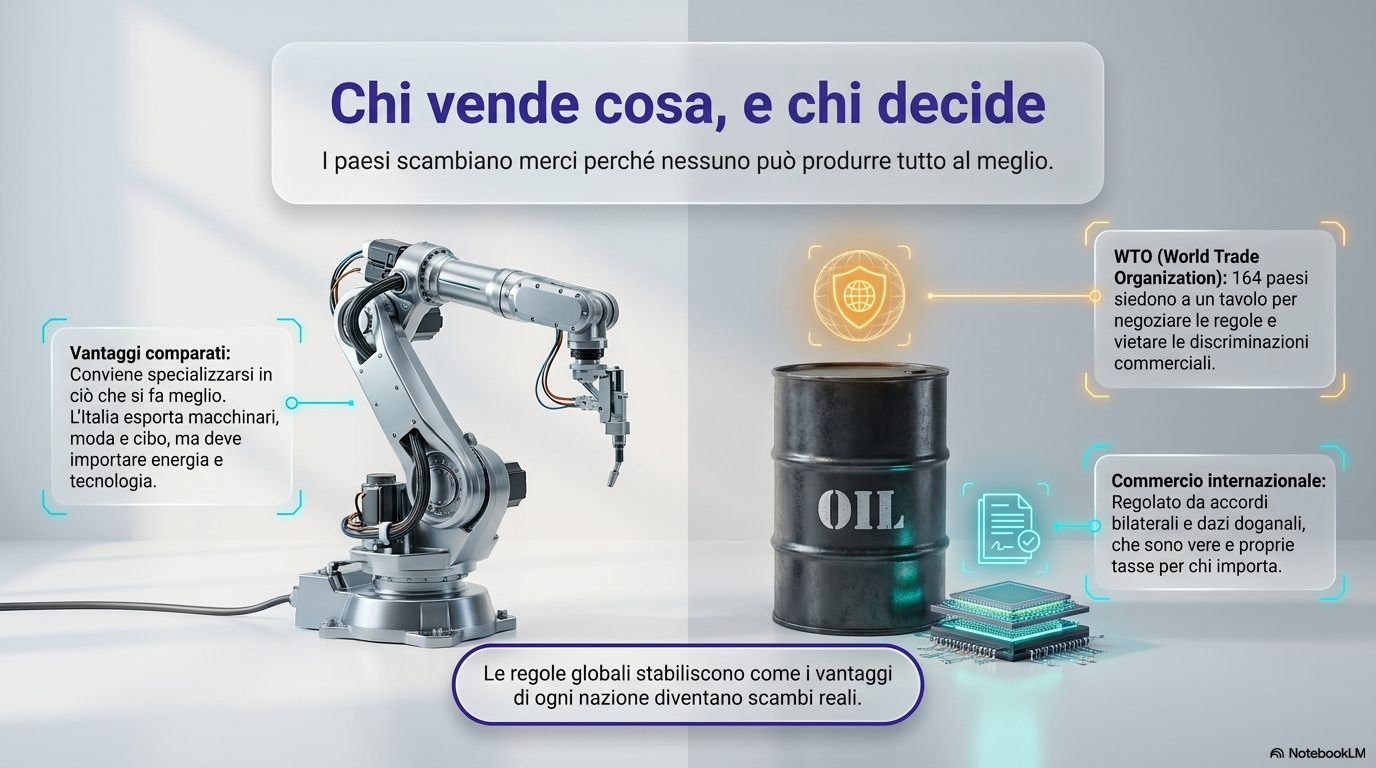 Chi vende cosa, e chi decide
I paesi scambiano merci perché nessuno può produrre tutto al meglio.
Vantaggi comparati:
Conviene specializzarsi in
ciò che si fa meglio.
L'Italia esporta macchinari,
moda e cibo, ma deve
importare energia e
tecnologia.
WTO (World Trade
Organization): 164 paesi
siedono a un tavolo per
negoziare le regole e
vietare le discriminazioni
commerciali.
OIL
Commercio internazionale:
Regolato da accordi
bilaterali e dazi doganali,
che sono vere e proprie
tasse per chi importa.
Le regole globali stabiliscono come i vantaggi
di ogni nazione diventano scambi reali.
NotebookLM